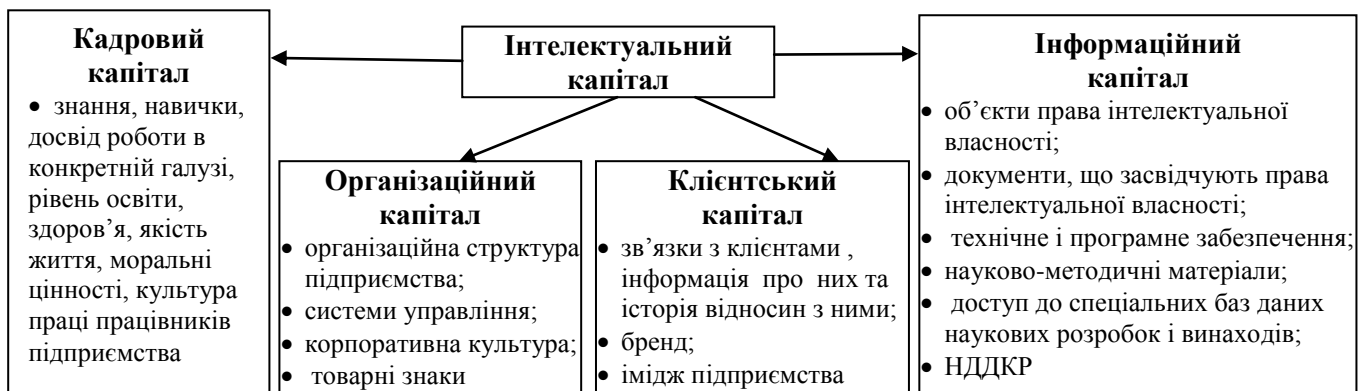 Кадровий
капітал
• знання, навички,
досвід роботи в
конкретній галузі,
рівень освіти,
здоров’я, якість
життя, моральні
цінності, культура
праці працівників
підприємства
Інтелектуальний
капітал
Організаційний
капітал
• організаційна структура
підприємства;
• системи управління;
• корпоративна культура;
• товарні знаки
Клієнтський
капітал
• зв’язки з клієнтами ,
інформація про них та
історія відносин з ними;
• бренд;
• імідж підприємства
Інформаційний
капітал
• об’єкти права інтелектуальної
власності;
• документи, що засвідчують права
інтелектуальної власності;
• технічне і програмне забезпечення;
• науково-методичні матеріали;
• доступ до спеціальних баз даних
наукових розробок і винаходів;
• НДДКР